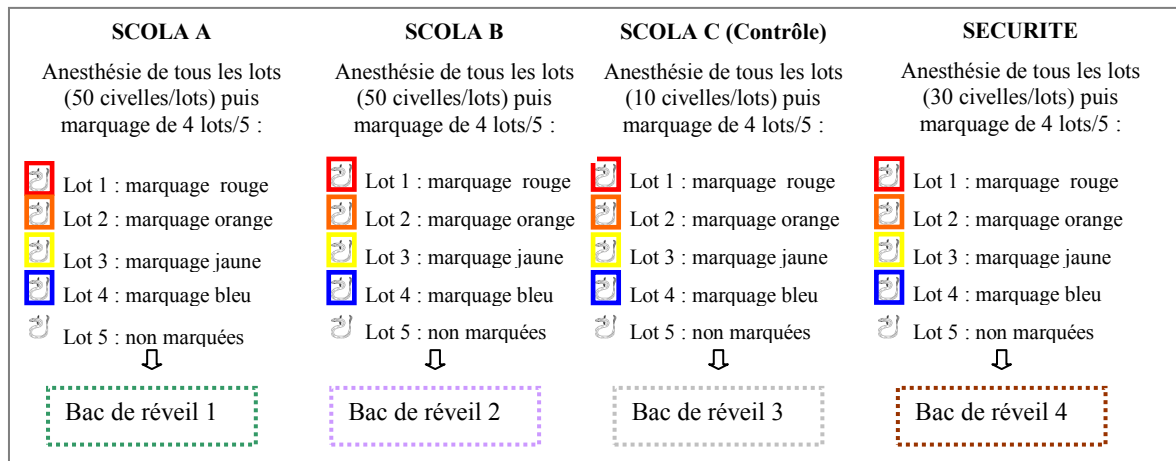 SCOLA A
Anesthésie de tous les lots
(50 civelles/lots) puis
marquage de 4 lots/5 :
Lot 1 : marquage rouge
Lot 2 : marquage orange
Lot 3 : marquage jaune
Lot 4 : marquage bleu
Lot 5 : non marquées
Bac de réveil 1
SCOLA B
Anesthésie de tous les lots
(50 civelles/lots) puis
marquage de 4 lots/5 :
Lot 1 : marquage rouge
Lot 2 : marquage orange
Lot 3 : marquage jaune
Lot 4 : marquage bleu
Lot 5 : non marquées
Bac de réveil 2
SCOLA C (Contrôle)
Anesthésie de tous les lots
(10 civelles/lots) puis
marquage de 4 lots/5 :
Lot 1 : marquage rouge
Lot 2 : marquage orange
Lot 3 : marquage jaune
Lot 4 : marquage bleu
Lot 5 : non marquées
Bac de réveil 3
SECURITE
Anesthésie de tous les lots
(30 civelles/lots) puis
marquage de 4 lots/5 :
Lot 1 : marquage rouge
Lot 2 : marquage orange
Lot 3 : marquage jaune
Lot 4 : marquage bleu
Lot 5 : non marquées
Bac de réveil 4